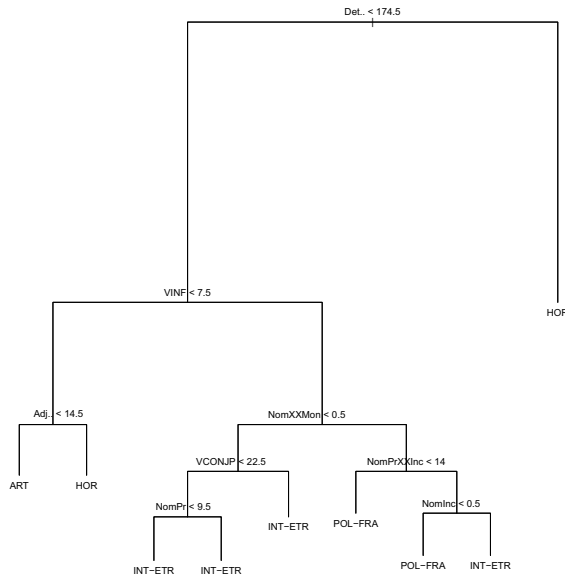 Det.. < 174.5
VINF < 7.5
HOR
Adj.. < 14.5
NomXXMon < 0.5
ART
HOR
VCONJP < 22.5
NomPrXXInc < 14
NomPr < 9.5
INT−ETR
POL−FRA
NomInc < 0.5
INT−ETR
INT−ETR
POL−FRA
INT−ETR